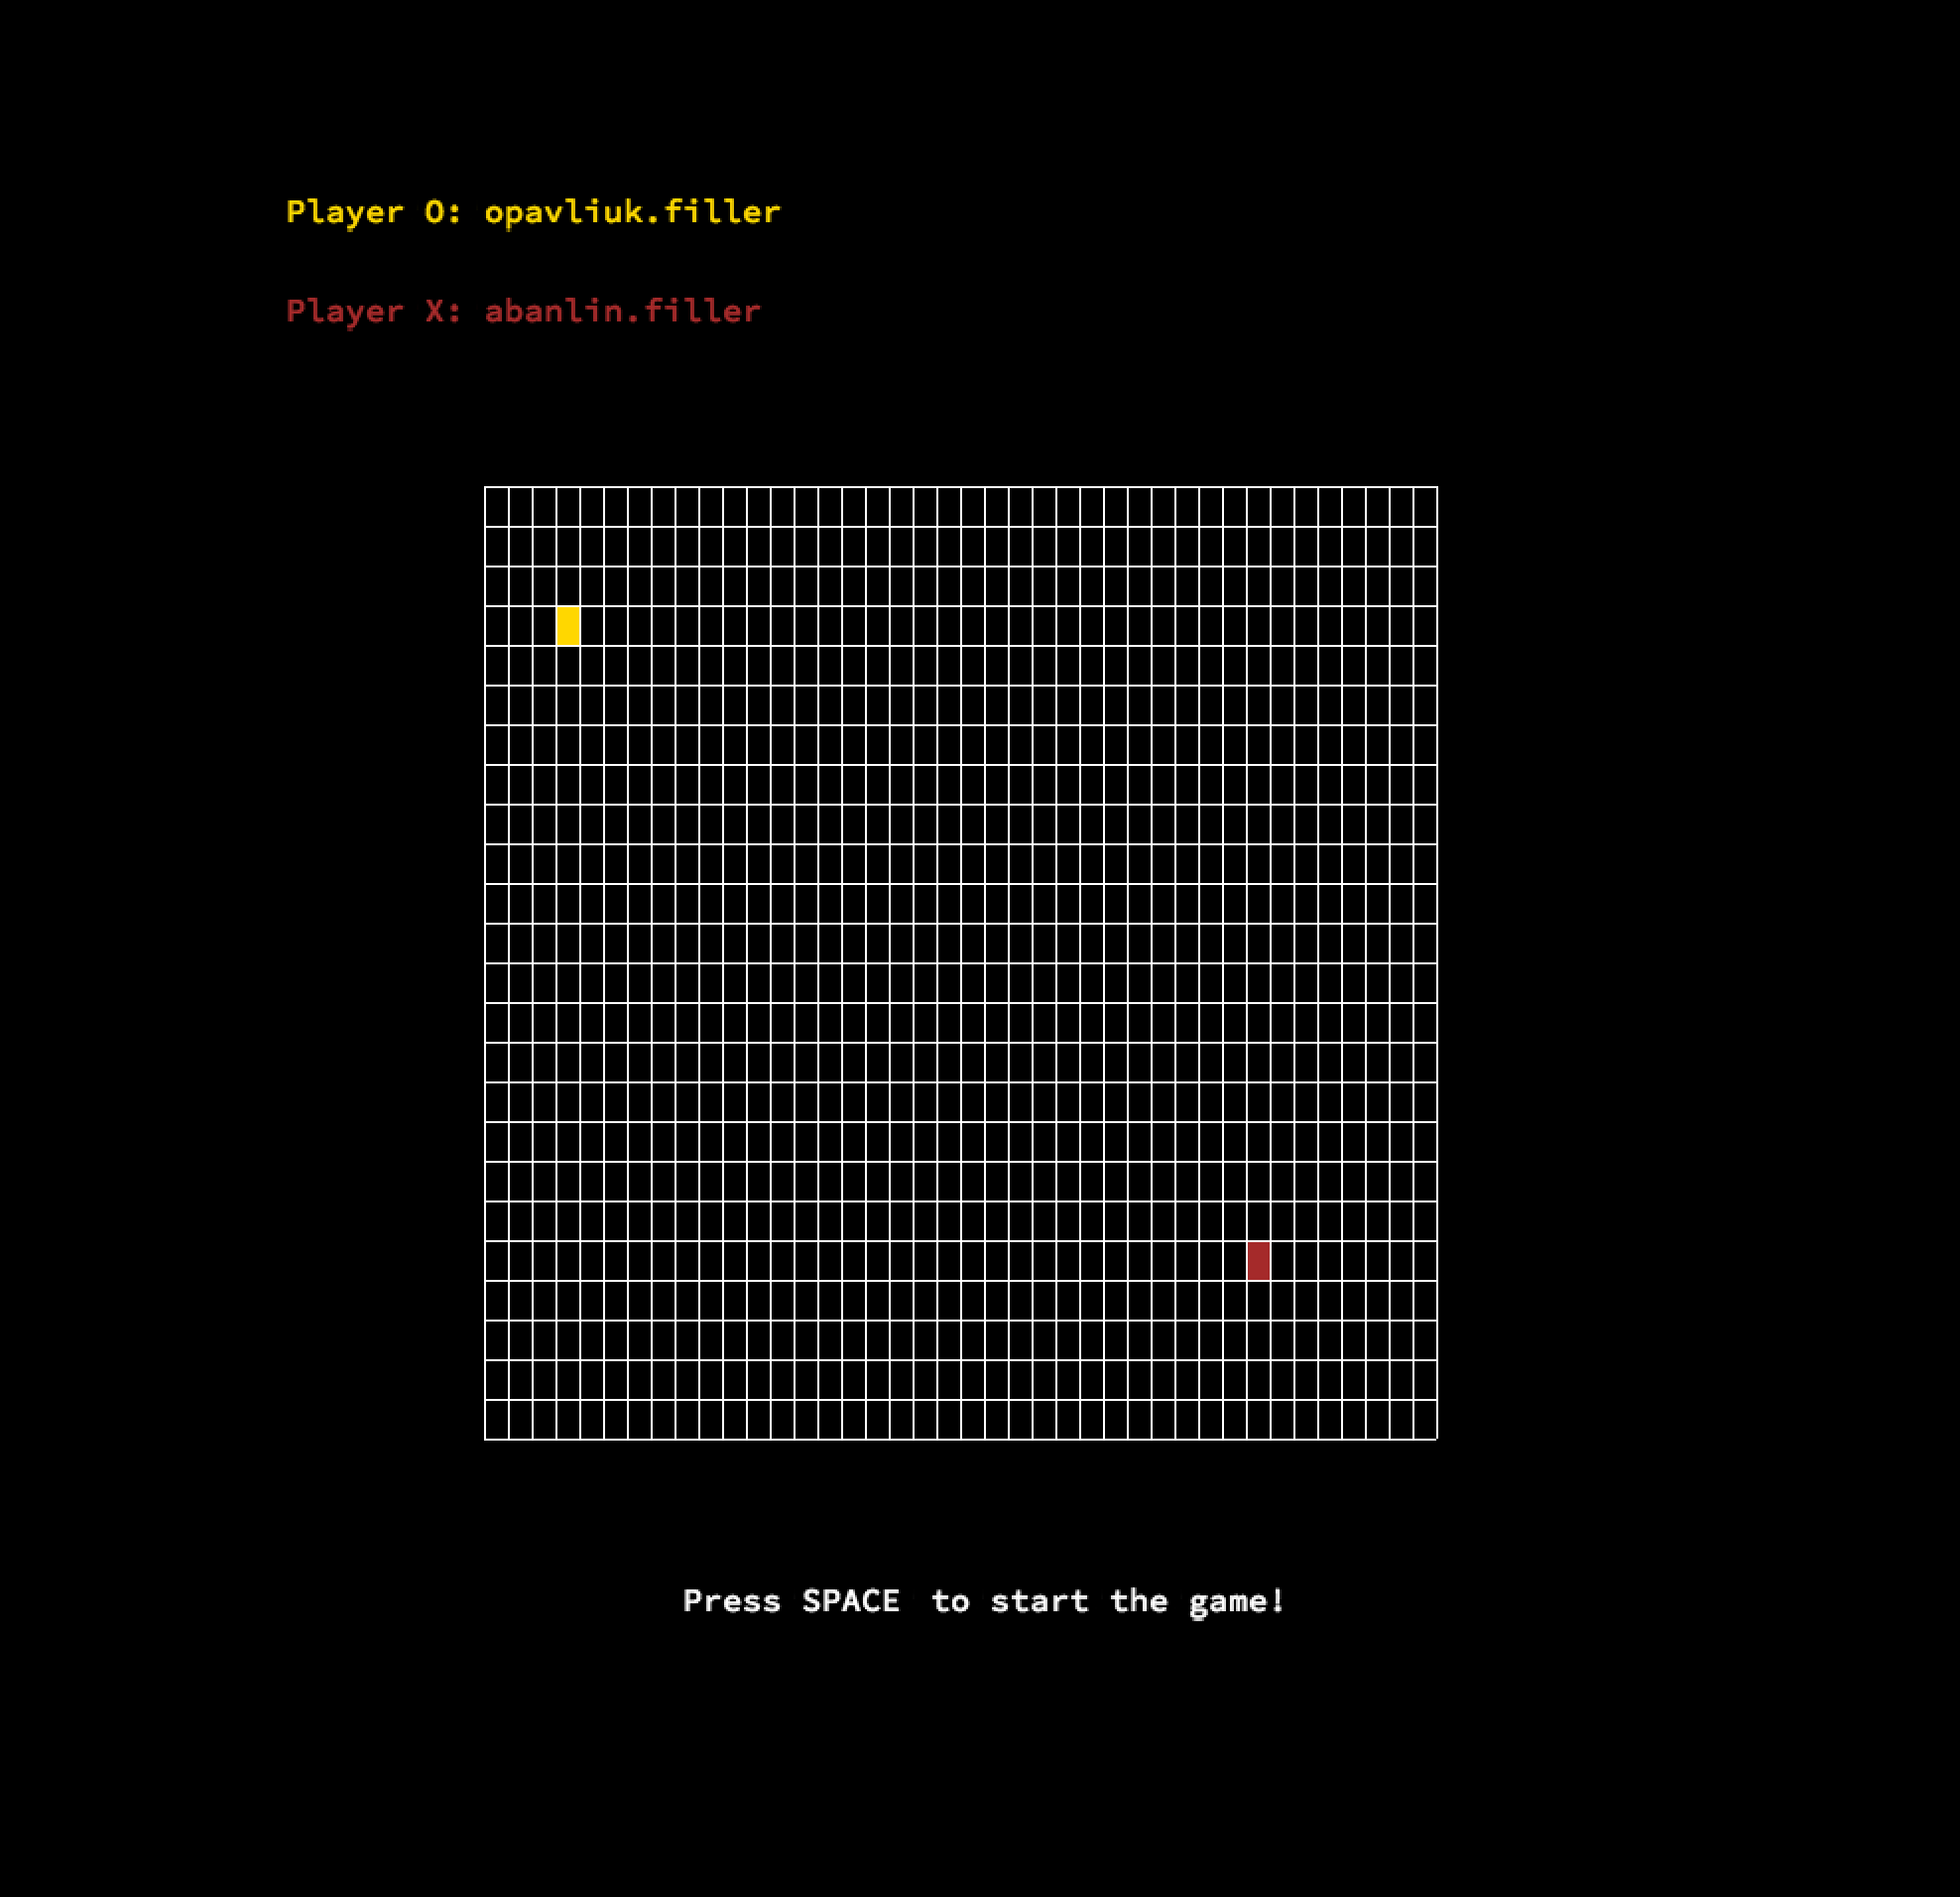 Player O: opavliuk.filler
Player X: abanlin.filler
Press SPACE to start the game!